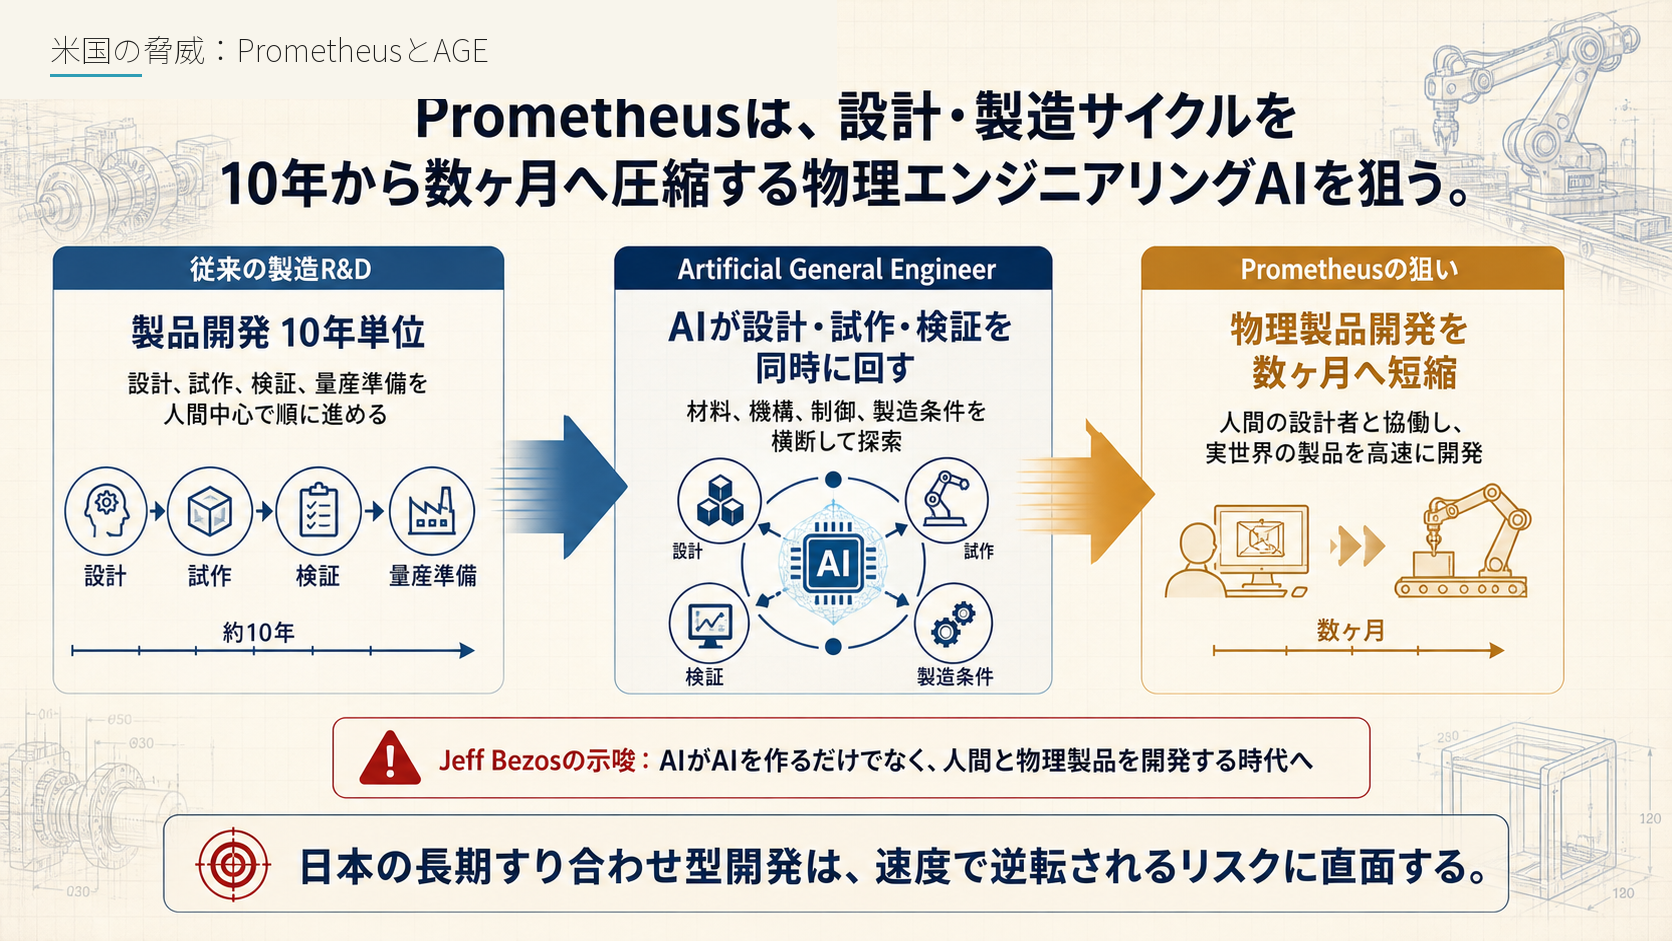 米国の脅威：PrometheusとAGE
Prometheusは、設計・製造サイクルを
10年から数ヶ月へ圧縮する物理エンジニアリングAIを狙う。
従来の製造R&D
製品開発 10年単位
設計、試作、検証、量産準備を
人間中心で順に進める
設計
試作
検証
量産準備
約10年
Artificial General Engineer
AIが設計・試作・検証を
同時に回す
材料、機構、制御、製造条件を
横断して探索
設計
試作
AI
検証
製造条件
Prometheusの狙い
物理製品開発を
数ヶ月へ短縮
人間の設計者と協働し、
実世界の製品を高速に開発
数ヶ月
Jeff Bezosの示唆：AIがAIを作るだけでなく、人間と物理製品を開発する時代へ
日本の長期すり合わせ型開発は、速度で逆転されるリスクに直面する。
Ø50
Ø30
Ø30
280
120
120